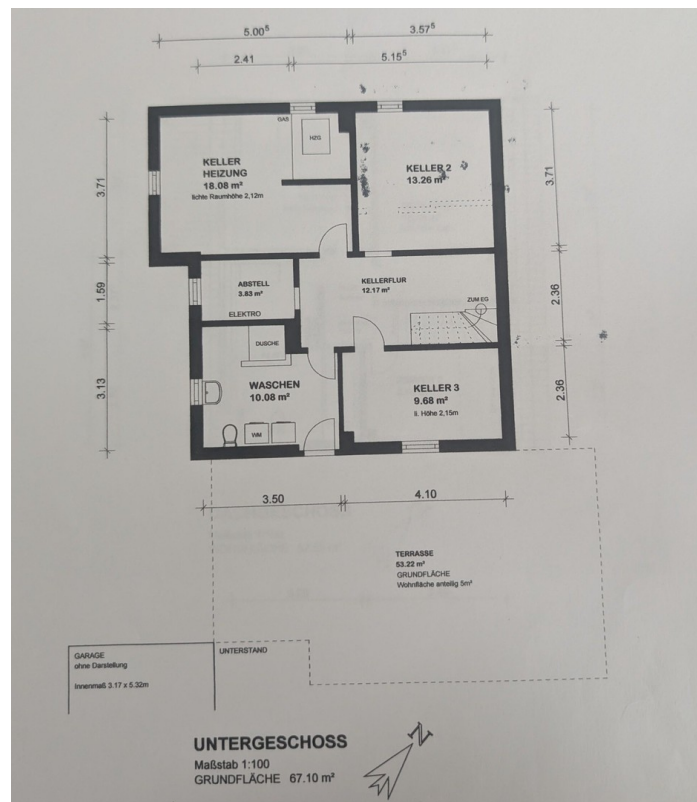 5.00⁵
3.57⁵
2.41
5.15⁵
GAS
HZG
KELLER
HEIZUNG
18.08 m²
lichte Raumhöhe 2,12m
KELLER 2
13.26 m²
3.71
3.71
ABSTELL
3.83 m²
ELEKTRO
KELLERFLUR
12.17 m²
ZUM EG
1.59
2.36
DUSCHE
WASCHEN
10.08 m²
WM
KELLER 3
9.68 m²
li. Höhe 2,15m
3.13
2.36
3.50
4.10
TERRASSE
53.22 m²
GRUNDFLÄCHE
Wohnfläche anteilig 5m²
GARAGE
ohne Darstellung
Innenmaß 3.17 x 5.32m
UNTERSTAND
UNTERGESCHOSS
Maßstab 1:100
GRUNDFLÄCHE 67.10 m²
N